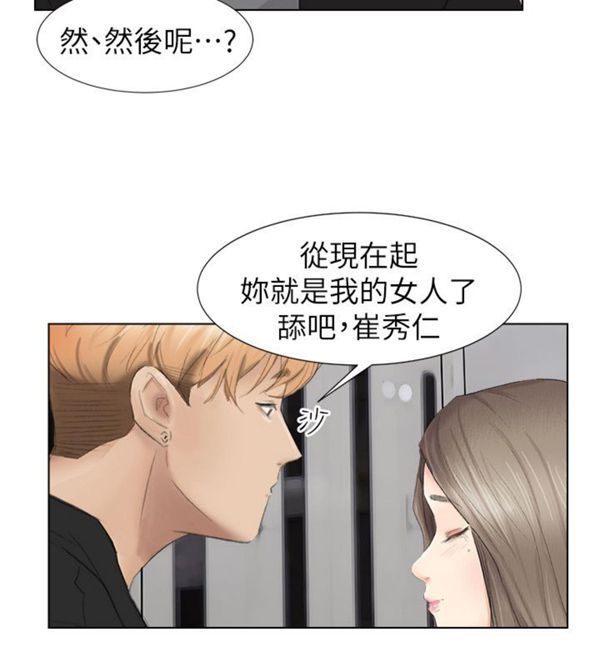 然、然後呢…?
從現在起
妳就是我的女人了
舔吧，崔秀仁
沙